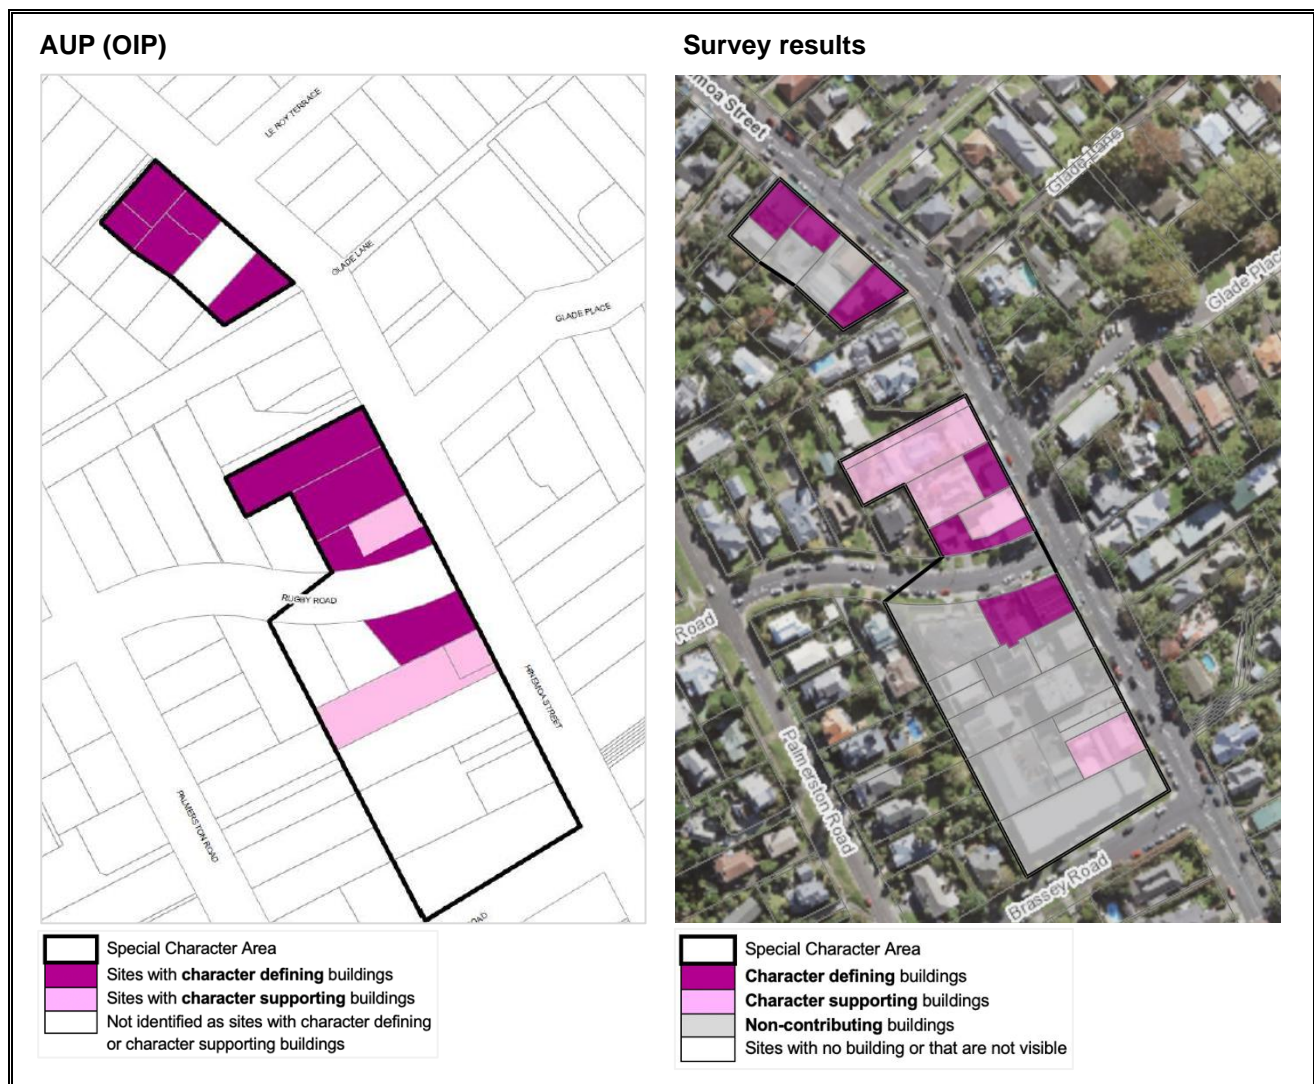 AUP (OIP)
LE ROY TERRACE
GLADE LANE
GLADE PLACE
RUGBY ROAD
HINEMOA STREET
PALMERSTON ROAD
OAD
Special Character Area
Sites with character defining buildings
Sites with character supporting buildings
Not identified as sites with character defining
or character supporting buildings
Survey results
moa Street
Glade Lane
Glade Place
Road
Palmerston Road
Brassey Road
Special Character Area
Character defining buildings
Character supporting buildings
Non-contributing buildings
Sites with no building or that are not visible